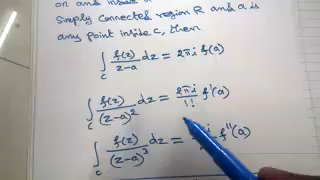 on and inside a
simply connected region R and a is
any point inside c, then
∫_c f(z)/(z-a) dz = 2πi f(a)
∫_c f(z)/(z-a)² dz = 2πi/1! f'(a)
∫_c f(z)/(z-a)³ dz = i f''(a)